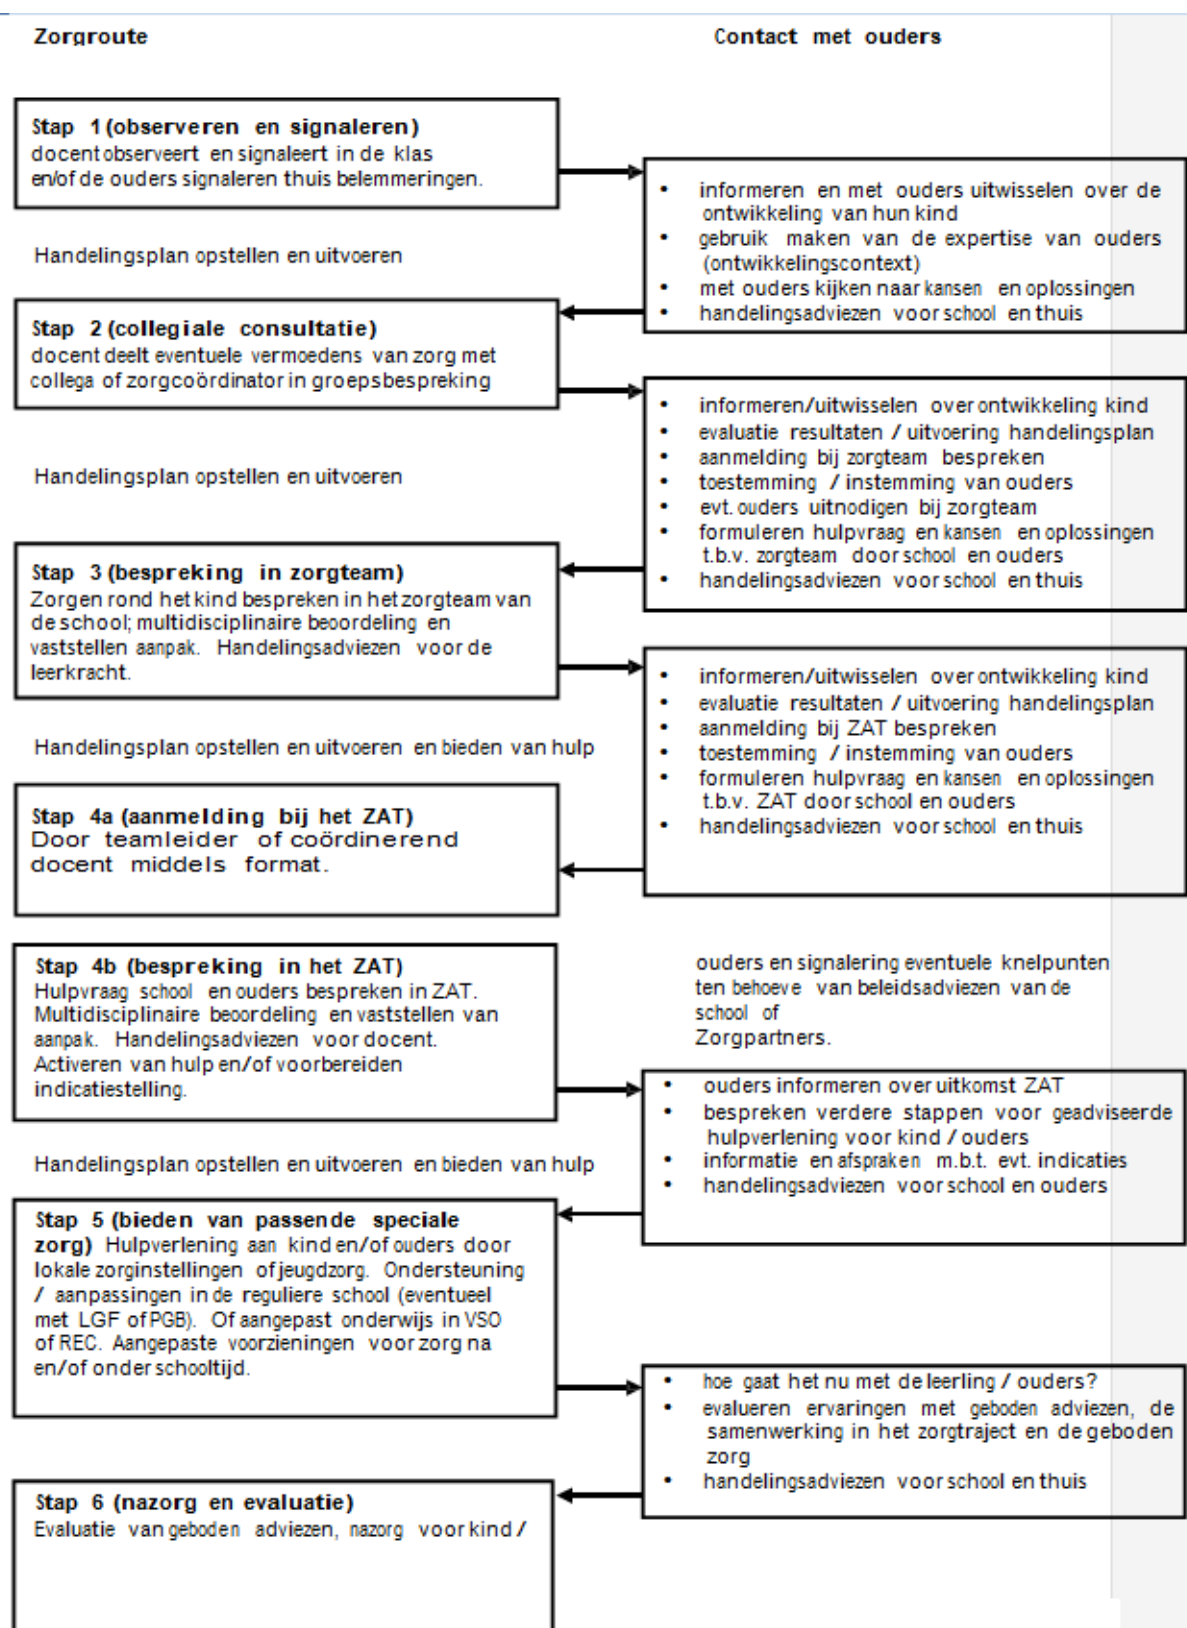 Zorgroute
Contact met ouders
Stap 1 (observeren en signaleren)
docent observeert en signaleert in de klas
en/of de ouders signaleren thuis belemmeringen.
• informeren en met ouders uitwisselen over de
ontwikkeling van hun kind
• gebruik maken van de expertise van ouders
(ontwikkelingscontext)
• met ouders kijken naar kansen en oplossingen
• handelingsadviezen voor school en thuis
Handelingsplan opstellen en uitvoeren
Stap 2 (collegiale consultatie)
docent deelt eventuele vermoedens van zorg met
collega of zorgcoördinator in groepsbespreking
• informeren/uitwisselen over ontwikkeling kind
• evaluatie resultaten / uitvoering handelingsplan
• aanmelding bij zorgteam bespreken
• toestemming / instemming van ouders
• evt. ouders uitnodigen bij zorgteam
• formuleren hulpvraag en kansen en oplossingen
t.b.v. zorgteam door school en ouders
• handelingsadviezen voor school en thuis
Handelingsplan opstellen en uitvoeren
Stap 3 (bespreking in zorgteam)
Zorgen rond het kind bespreken in het zorgteam van
de school; multidisciplinaire beoordeling en
vaststellen aanpak. Handelingsadviezen voor de
leerkracht.
• informeren/uitwisselen over ontwikkeling kind
• evaluatie resultaten / uitvoering handelingsplan
• aanmelding bij ZAT bespreken
• toestemming / instemming van ouders
• formuleren hulpvraag en kansen en oplossingen
t.b.v. ZAT door school en ouders
• handelingsadviezen voor school en thuis
Handelingsplan opstellen en uitvoeren en bieden van hulp
Stap 4a (aanmelding bij het ZAT)
Door teamleider of coördinerend
docent middels format.
Stap 4b (bespreking in het ZAT)
Hulpvraag school en ouders bespreken in ZAT.
Multidisciplinaire beoordeling en vaststellen van
aanpak. Handelingsadviezen voor docent.
Activeren van hulp en/of voorbereiden
indicatiestelling.
ouders en signalering eventuele knelpunten
ten behoeve van beleidsadviezen van de
school of
Zorgpartners.
• ouders informeren over uitkomst ZAT
• bespreken verdere stappen voor geadviseerde
hulpverlening voor kind / ouders
• informatie en afspraken m.b.t. evt. indicaties
• handelingsadviezen voor school en ouders
Handelingsplan opstellen en uitvoeren en bieden van hulp
Stap 5 (bieden van passende speciale
zorg) Hulpverlening aan kind en/of ouders door
lokale zorginstellingen of jeugdzorg. Ondersteuning
/ aanpassingen in de reguliere school (eventueel
met LGF of PGB). Of aangepast onderwijs in VSO
of REC. Aangepaste voorzieningen voor zorg na
en/of onder schooltijd.
• hoe gaat het nu met de leerling / ouders?
• evalueren ervaringen met geboden adviezen, de
samenwerking in het zorgtraject en de geboden
zorg
• handelingsadviezen voor school en thuis
Stap 6 (nazorg en evaluatie)
Evaluatie van geboden adviezen, nazorg voor kind /